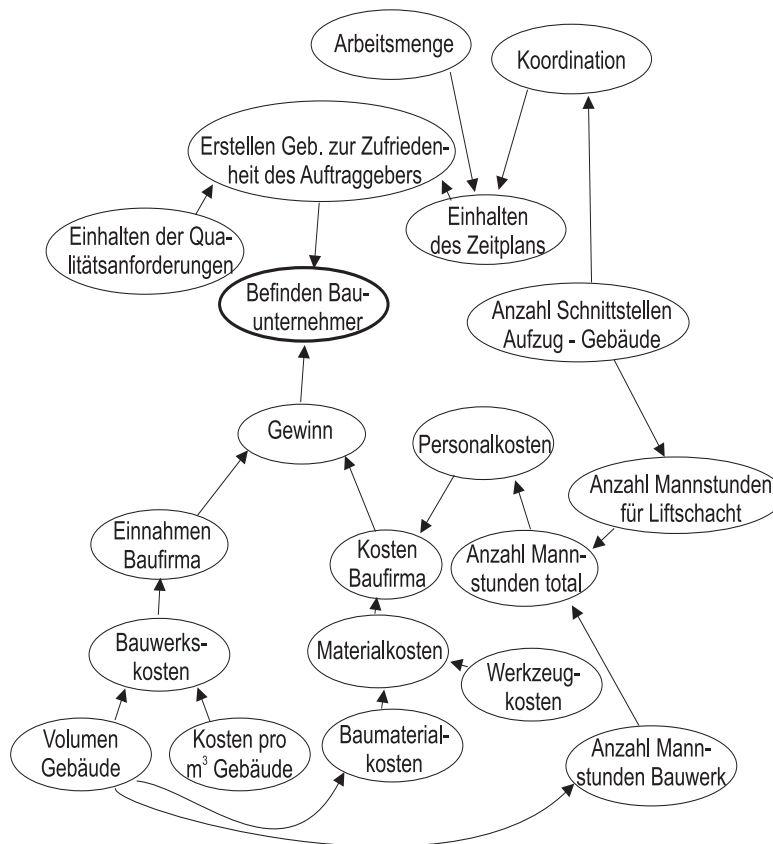 Arbeitsmenge
Koordination
Erstellen Geb. zur Zufrieden-
heit des Auftraggebers
Einhalten
des Zeitplans
Einhalten der Qua-
litätsanforderungen
Befinden Bau-
unternehmer
Anzahl Schnittstellen
Aufzug - Gebäude
Gewinn
Personalkosten
Anzahl Mannstunden
für Liftschacht
Einnahmen
Baufirma
Kosten
Baufirma
Anzahl Mann-
stunden total
Bauwerks-
kosten
Materialkosten
Werkzeug-
kosten
Volumen
Gebäude
Kosten pro
m³ Gebäude
Baumaterial-
kosten
Anzahl Mann-
stunden Bauwerk